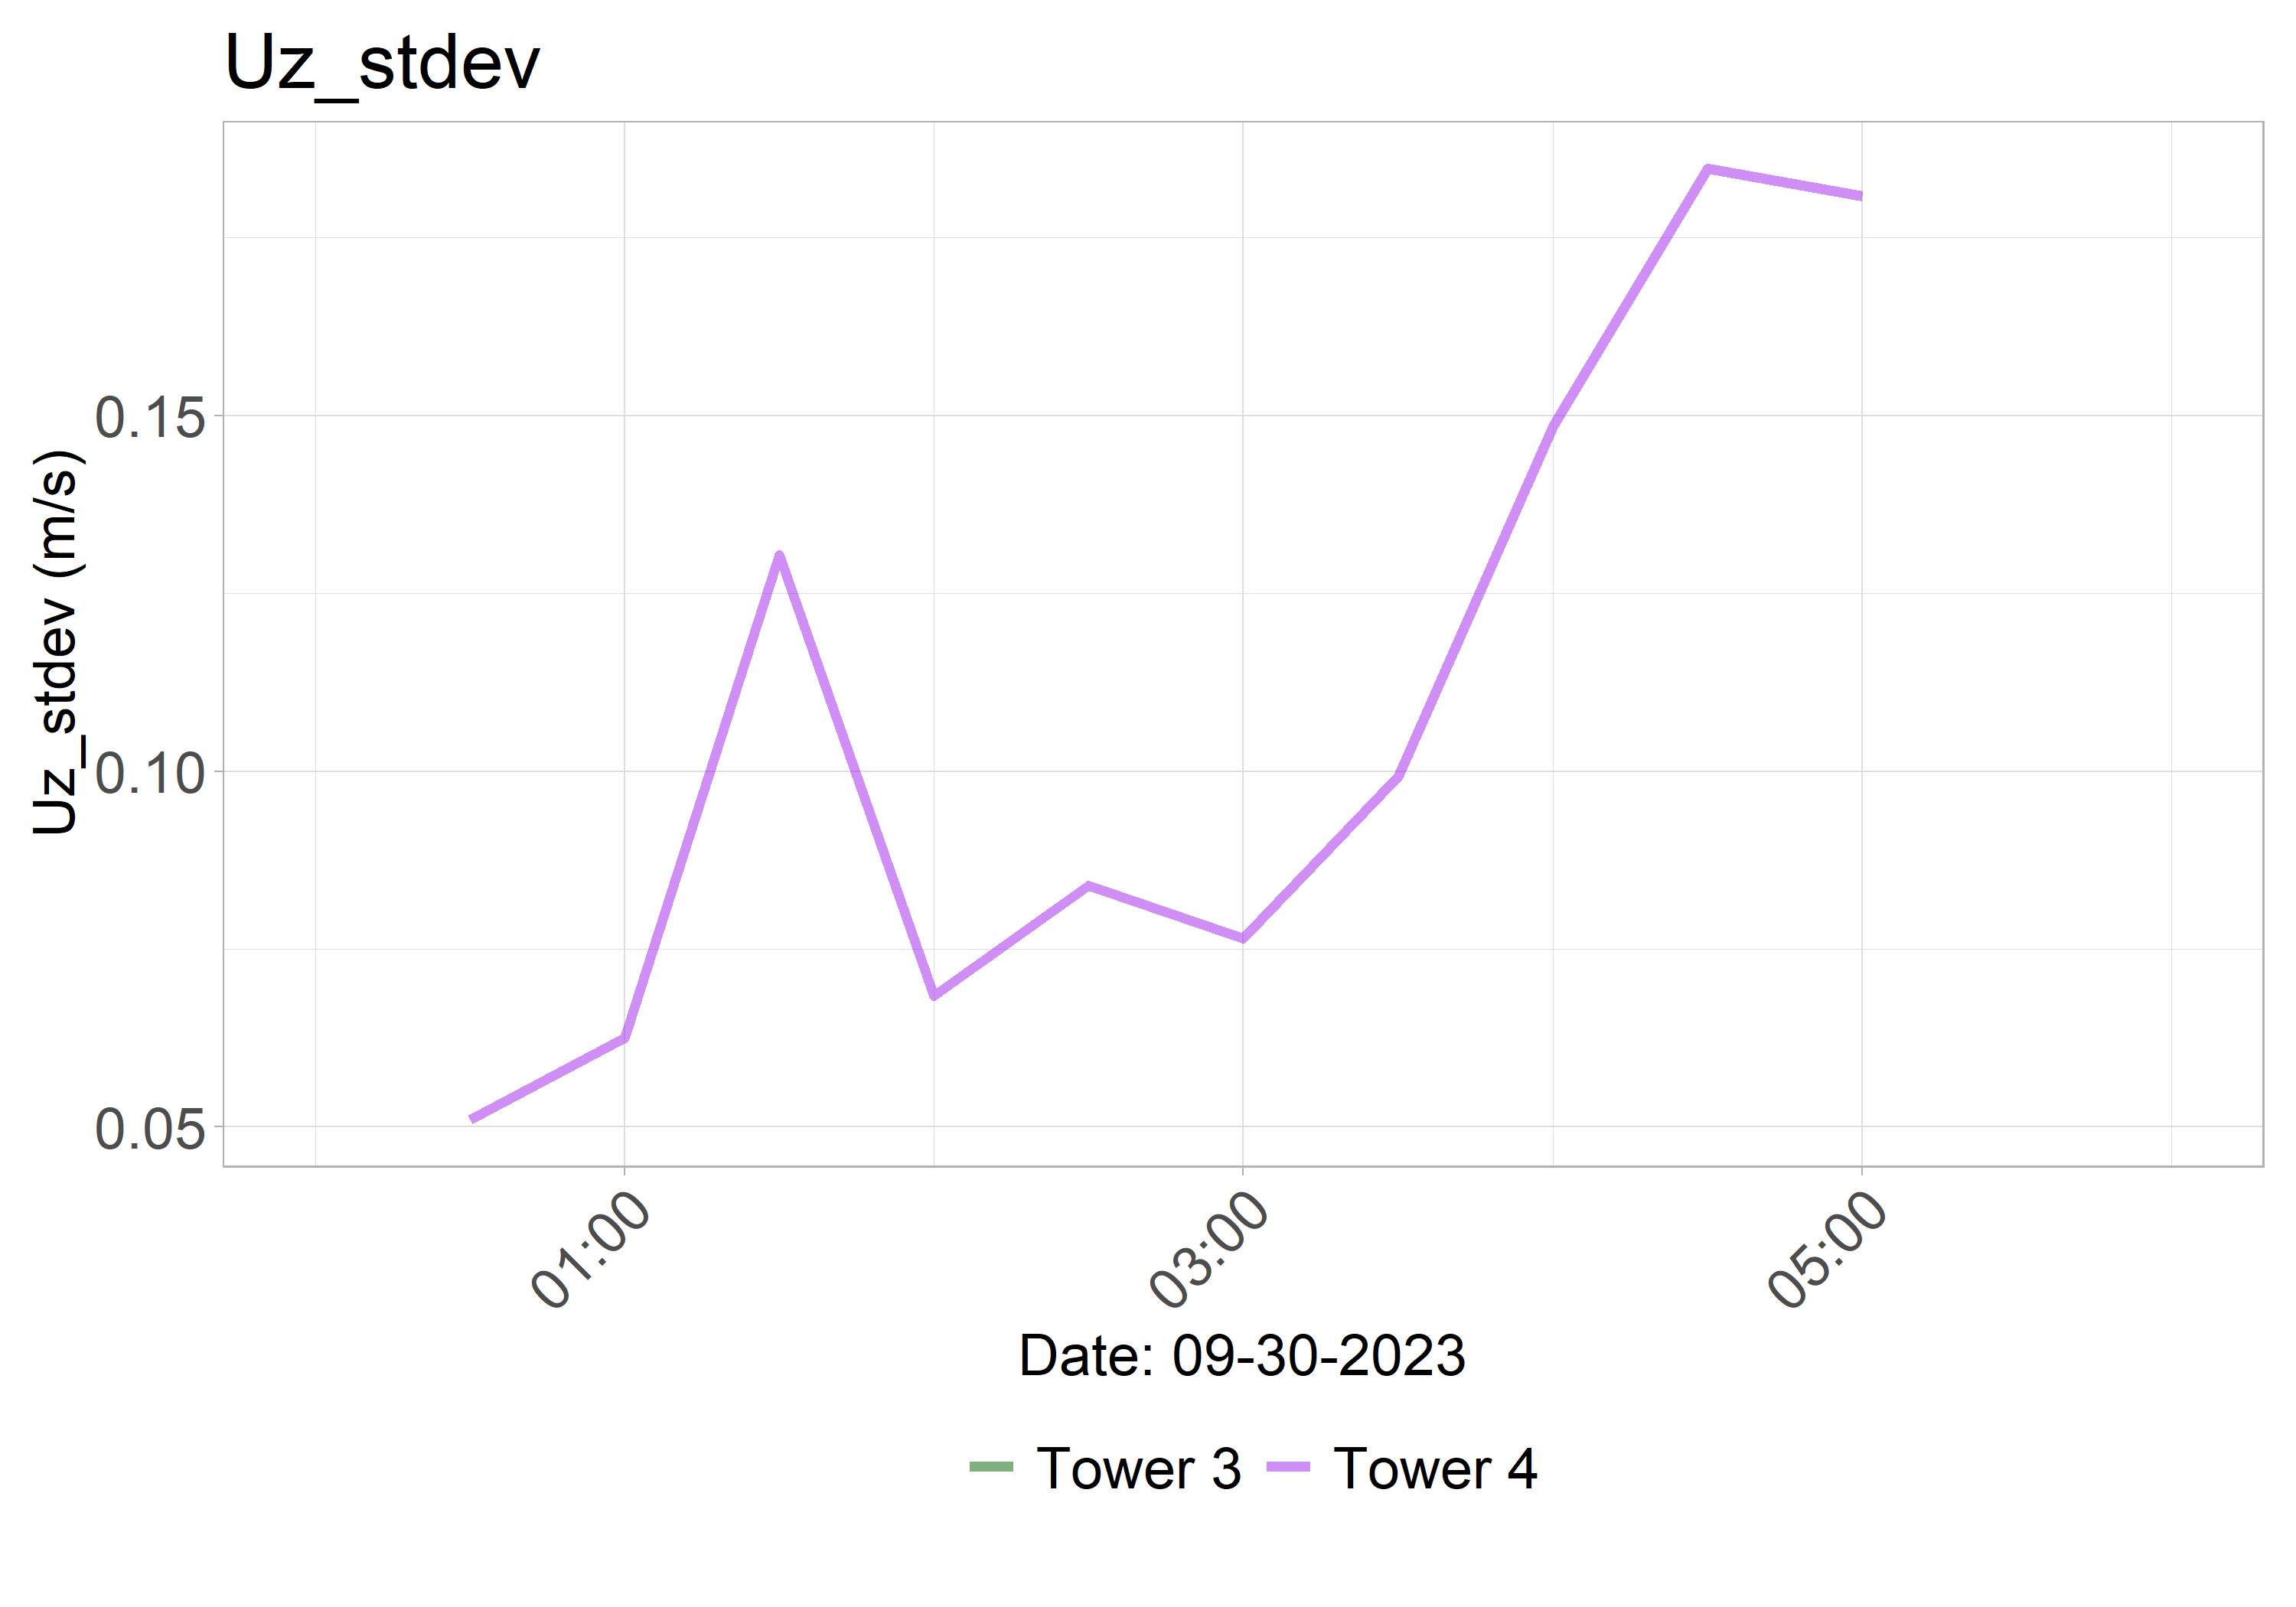 Uz_stdev
Uz_stdev (m/s)
0.15
0.10
0.05
01:00
03:00
05:00
Date: 09-30-2023
Tower 3
Tower 4